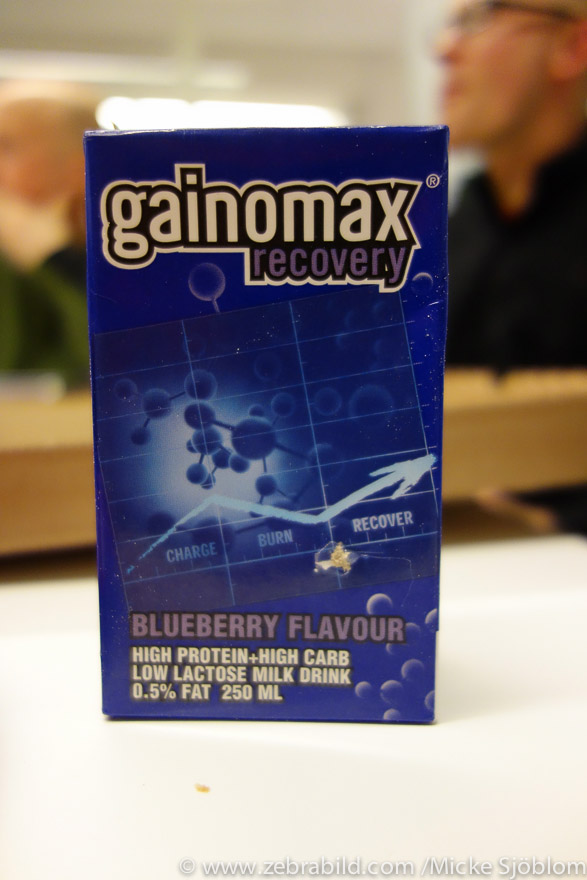 gainomax®
recovery
CHARGE BURN RECOVER
BLUEBERRY FLAVOUR
HIGH PROTEIN+HIGH CARB
LOW LACTOSE MILK DRINK
0.5% FAT 250 ML
© www.zebrabild.com /Micke Sjöblom